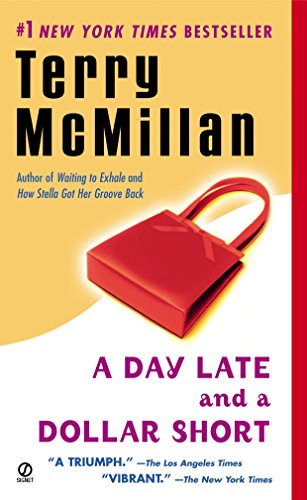 #1 NEW YORK TIMES BESTSELLER
Terry
McMillan
Author of Waiting to Exhale and
How Stella Got Her Groove Back
A DAY LATE
and a
DOLLAR SHORT
"A TRIUMPH."—The Los Angeles Times
"VIBRANT."—The New York Times
SIGNET